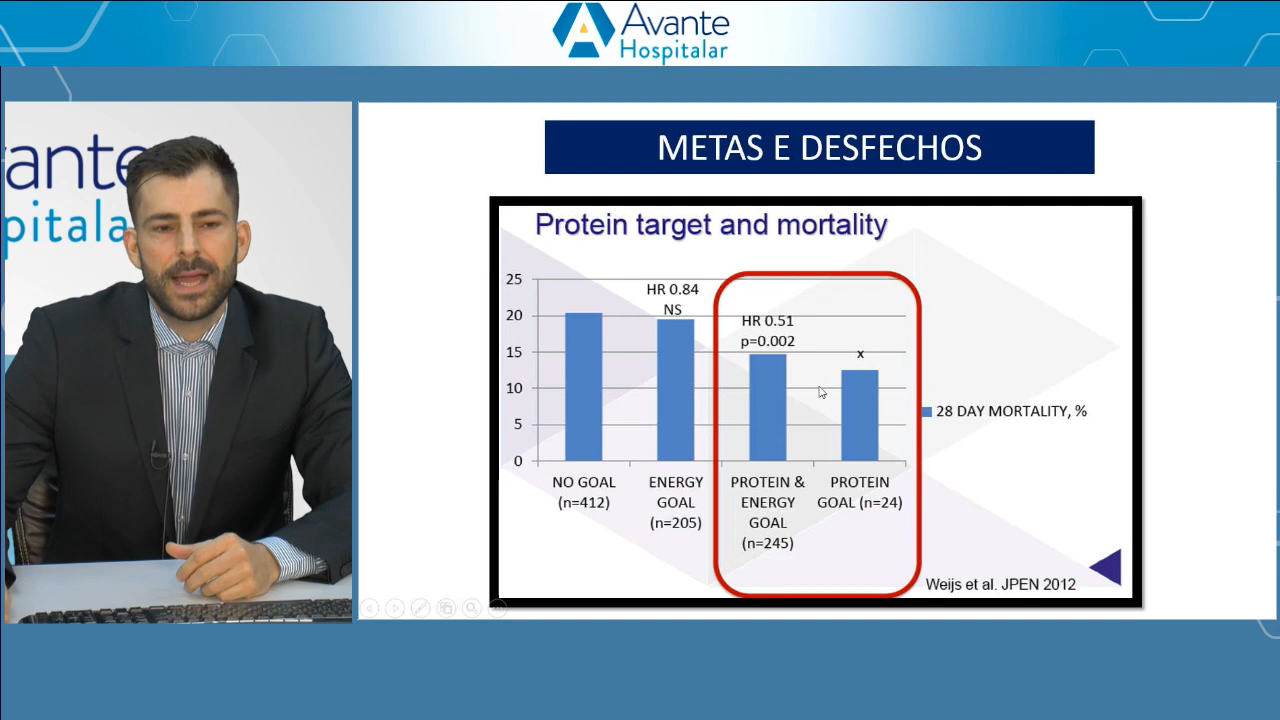 Avante
Hospitalar
vante
spitala
METAS E DESFECHOS
Protein target and mortality
25
20
15
10
5
0
HR 0.84
NS
HR 0.51
p=0.002
x
NO GOAL
(n=412)
ENERGY
GOAL
(n=205)
PROTEIN &
ENERGY
GOAL
(n=245)
PROTEIN
GOAL (n=24)
28 DAY MORTALITY, %
Weijs et al. JPEN 2012